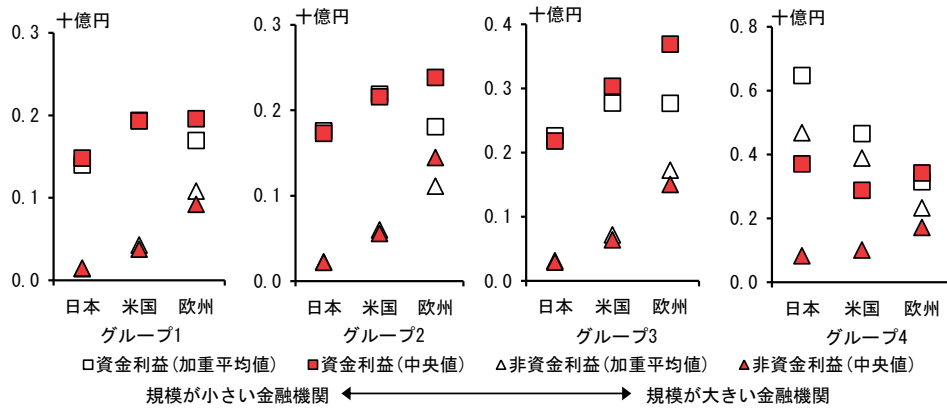 十億円
0.3
0.2
0.1
0.0
日本 米国 欧州
グループ1
十億円
0.3
0.2
0.1
0.0
日本 米国 欧州
グループ2
十億円
0.4
0.3
0.2
0.1
0.0
日本 米国 欧州
グループ3
十億円
0.8
0.6
0.4
0.2
0.0
日本 米国 欧州
グループ4
資金利益(加重平均値) 資金利益(中央値) 非資金利益(加重平均値) 非資金利益(中央値)
規模が小さい金融機関 規模が大きい金融機関